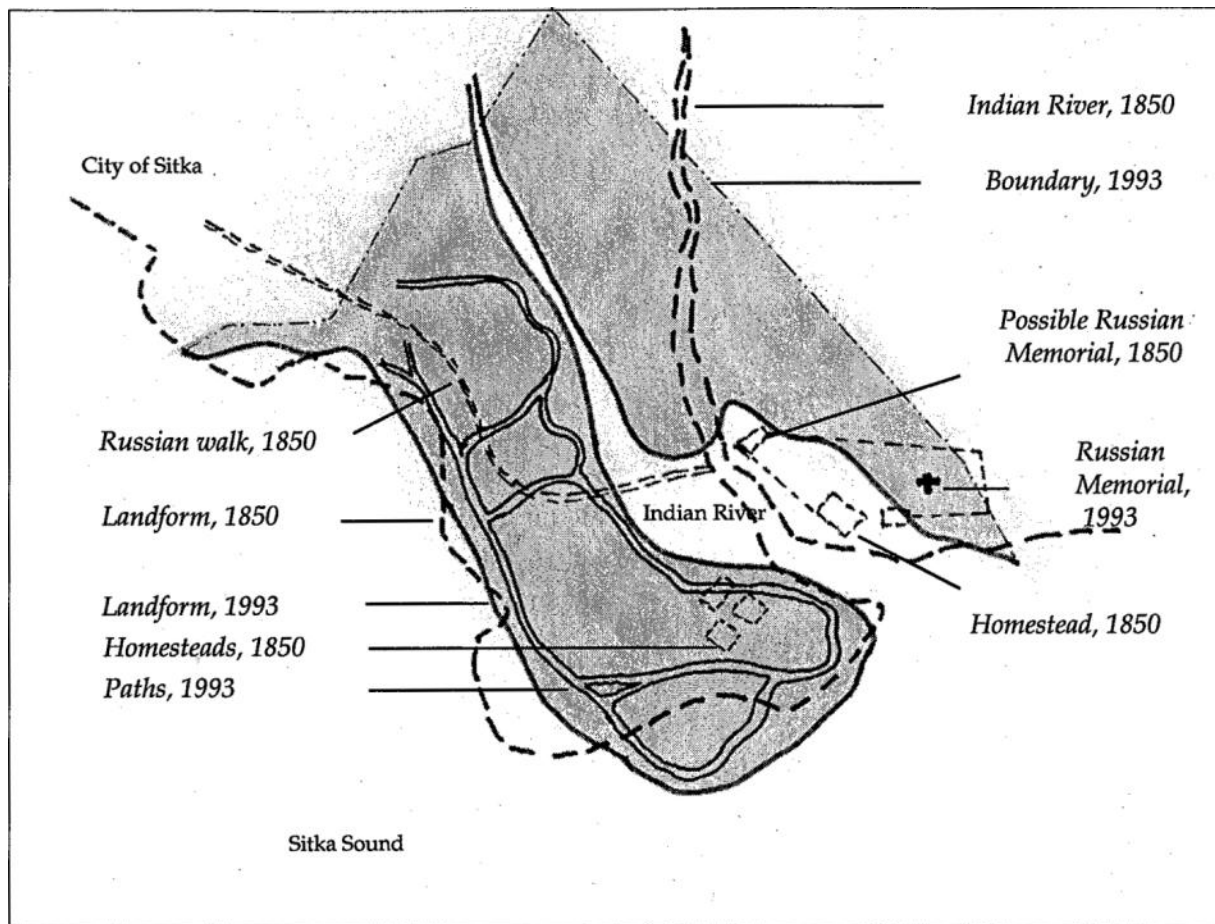 Indian River, 1850
City of Sitka
Boundary, 1993
Possible Russian
Memorial, 1850
Russian walk, 1850
Russian
Memorial,
1993
Landform, 1850
Indian River
Landform, 1993
Homestead, 1850
Homesteads, 1850
Paths, 1993
Sitka Sound